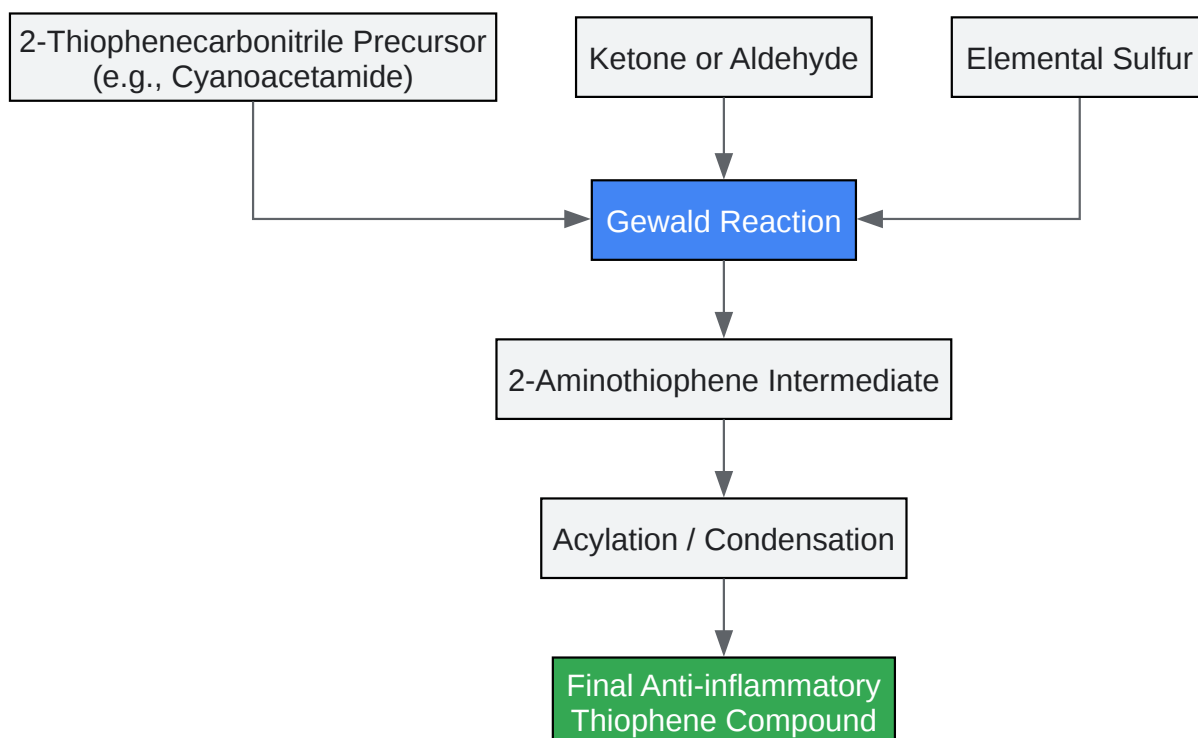 2-Thiophenecarbonitrile Precursor
(e.g., Cyanoacetamide)
Ketone or Aldehyde
Elemental Sulfur
Gewald Reaction
2-Aminothiophene Intermediate
Acylation / Condensation
Final Anti-inflammatory
Thiophene Compound